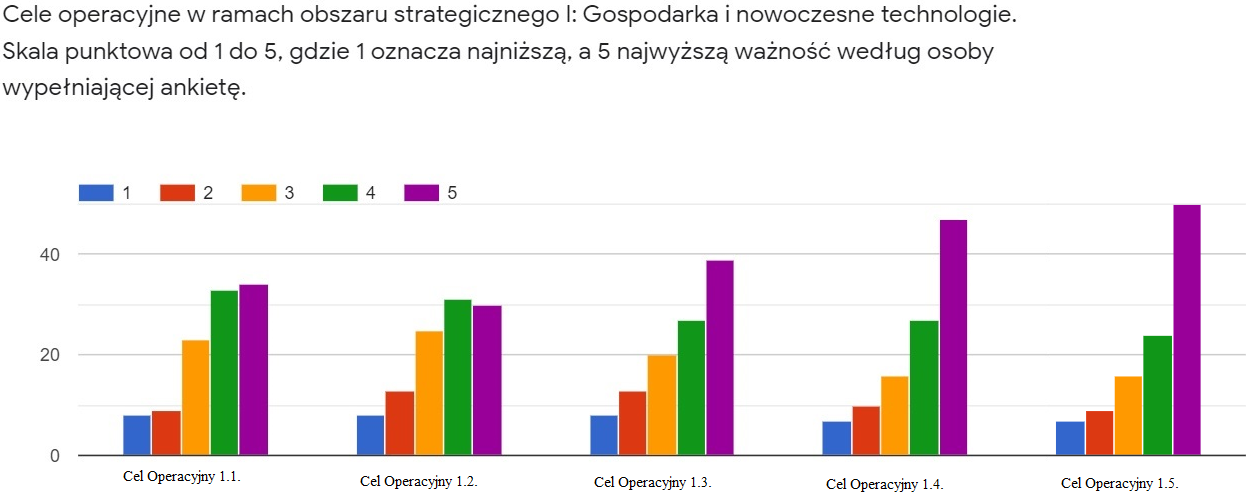 Cele operacyjne w ramach obszaru strategicznego I: Gospodarka i nowoczesne technologie.
Skala punktowa od 1 do 5, gdzie 1 oznacza najniższą, a 5 najwyższą ważność według osoby
wypełniającej ankietę.
1 2 3 4 5
40
20
0
Cel Operacyjny 1.1. Cel Operacyjny 1.2. Cel Operacyjny 1.3. Cel Operacyjny 1.4. Cel Operacyjny 1.5.